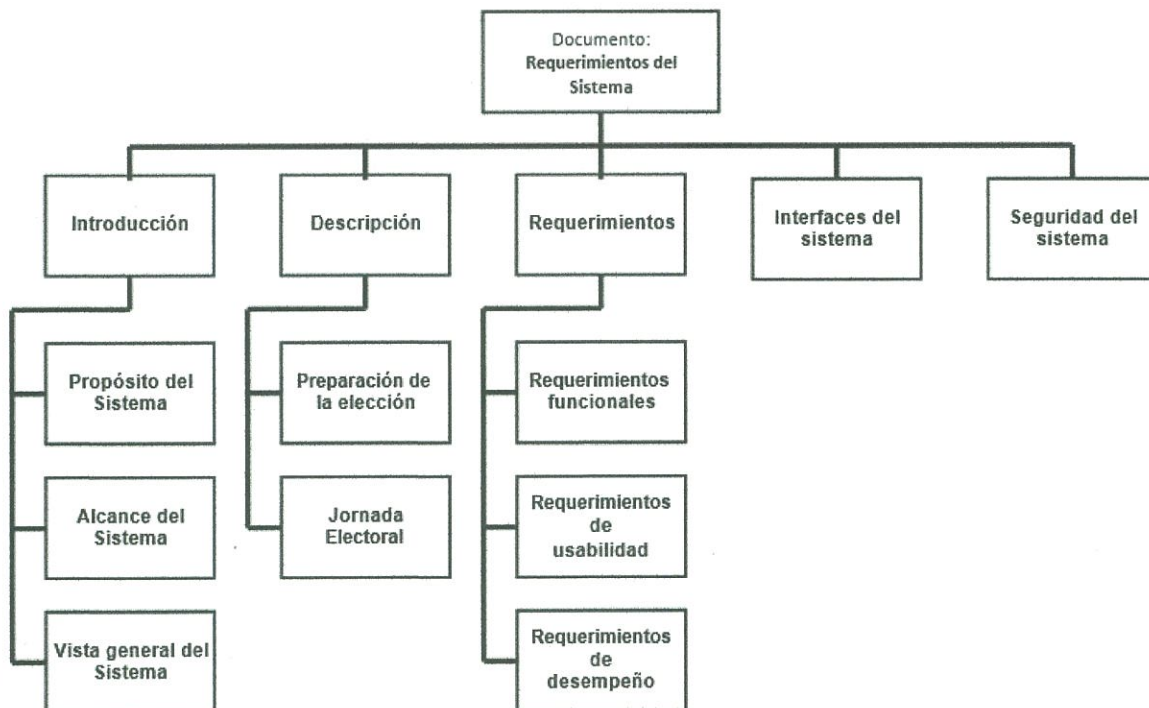 Documento:
Requerimientos del
Sistema
Introducción
Descripción
Requerimientos
Interfaces del
sistema
Seguridad del
sistema
Propósito del
Sistema
Alcance del
Sistema
Vista general del
Sistema
Preparación de
la elección
Jornada
Electoral
Requerimientos
funcionales
Requerimientos
de
usabilidad
Requerimientos
de
desempeño